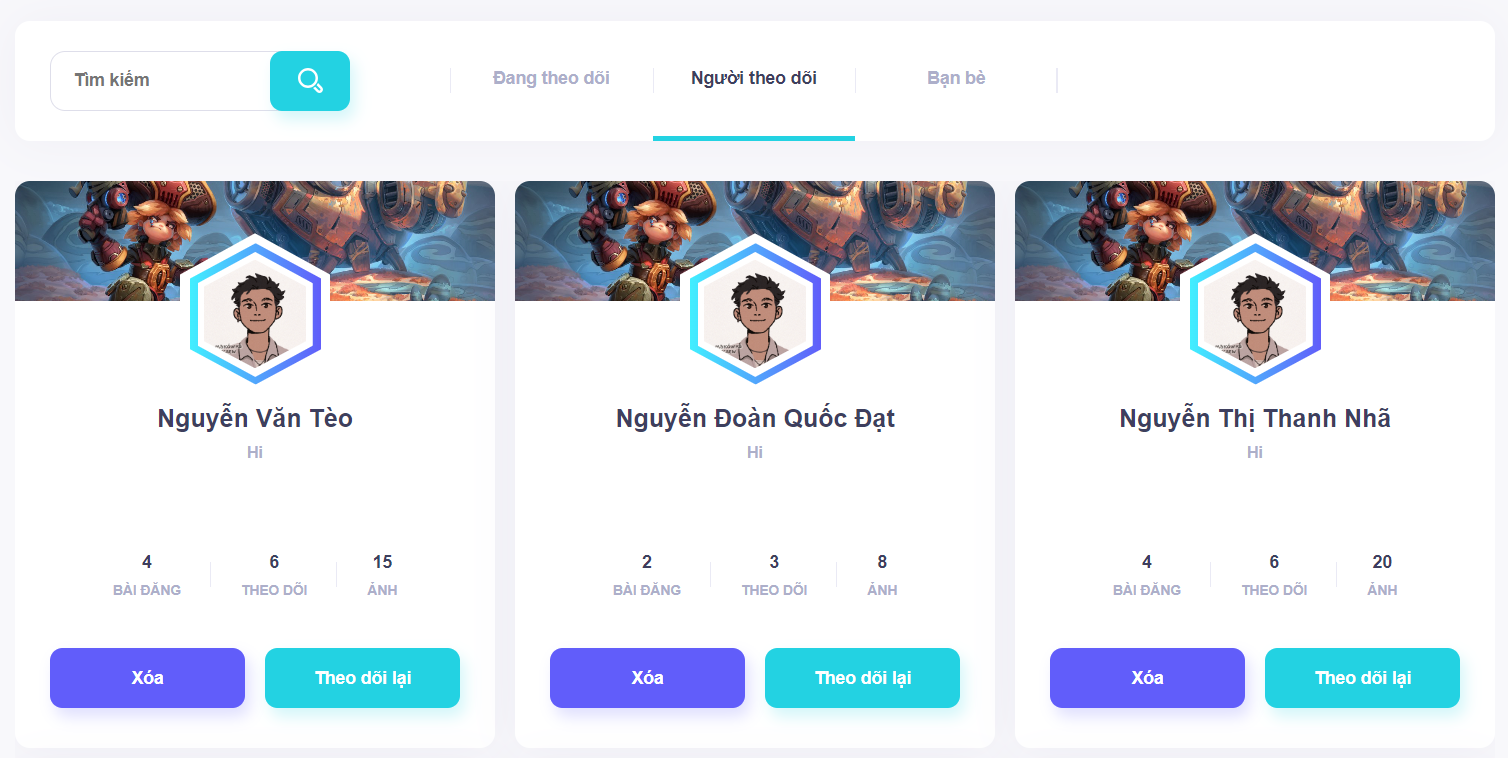 Tìm kiếm
Đang theo dõi
Người theo dõi
Bạn bè
Nguyễn Văn Tèo
Hi
4
BÀI ĐĂNG
6
THEO DÕI
15
ẢNH
Xóa
Theo dõi lại
Nguyễn Đoàn Quốc Đạt
Hi
2
BÀI ĐĂNG
3
THEO DÕI
8
ẢNH
Xóa
Theo dõi lại
Nguyễn Thị Thanh Nhã
Hi
4
BÀI ĐĂNG
6
THEO DÕI
20
ẢNH
Xóa
Theo dõi lại